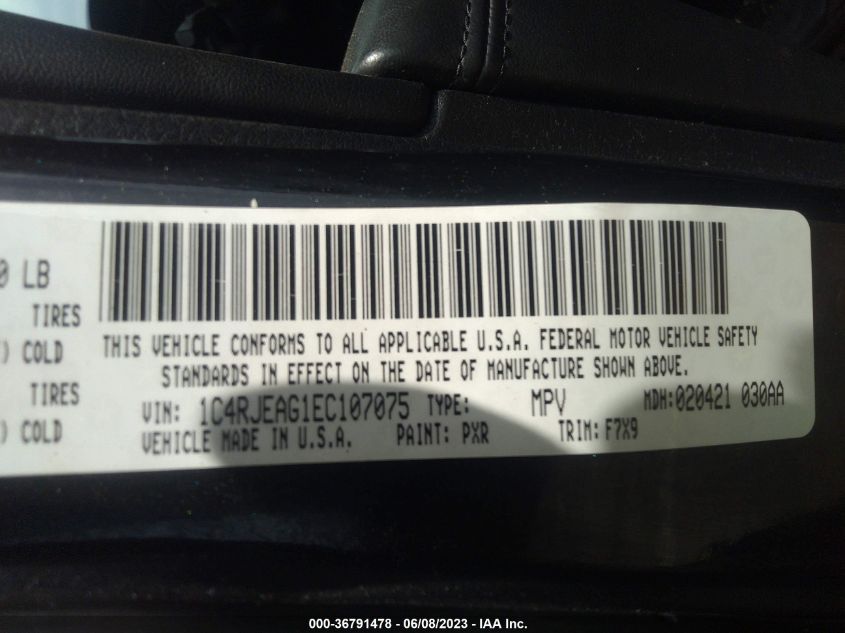 0 LB
TIRES
) COLD
TIRES
) COLD
THIS VEHICLE CONFORMS TO ALL APPLICABLE U.S.A. FEDERAL MOTOR VEHICLE SAFETY
STANDARDS IN EFFECT ON THE DATE OF MANUFACTURE SHOWN ABOVE.
VIN: 1C4RJEAG1EC107075 TYPE: MPV MDH:020421 030AA
VEHICLE MADE IN U.S.A. PAINT: PXR TRIM: F7X9
000-36791478 - 06/08/2023 - IAA Inc.